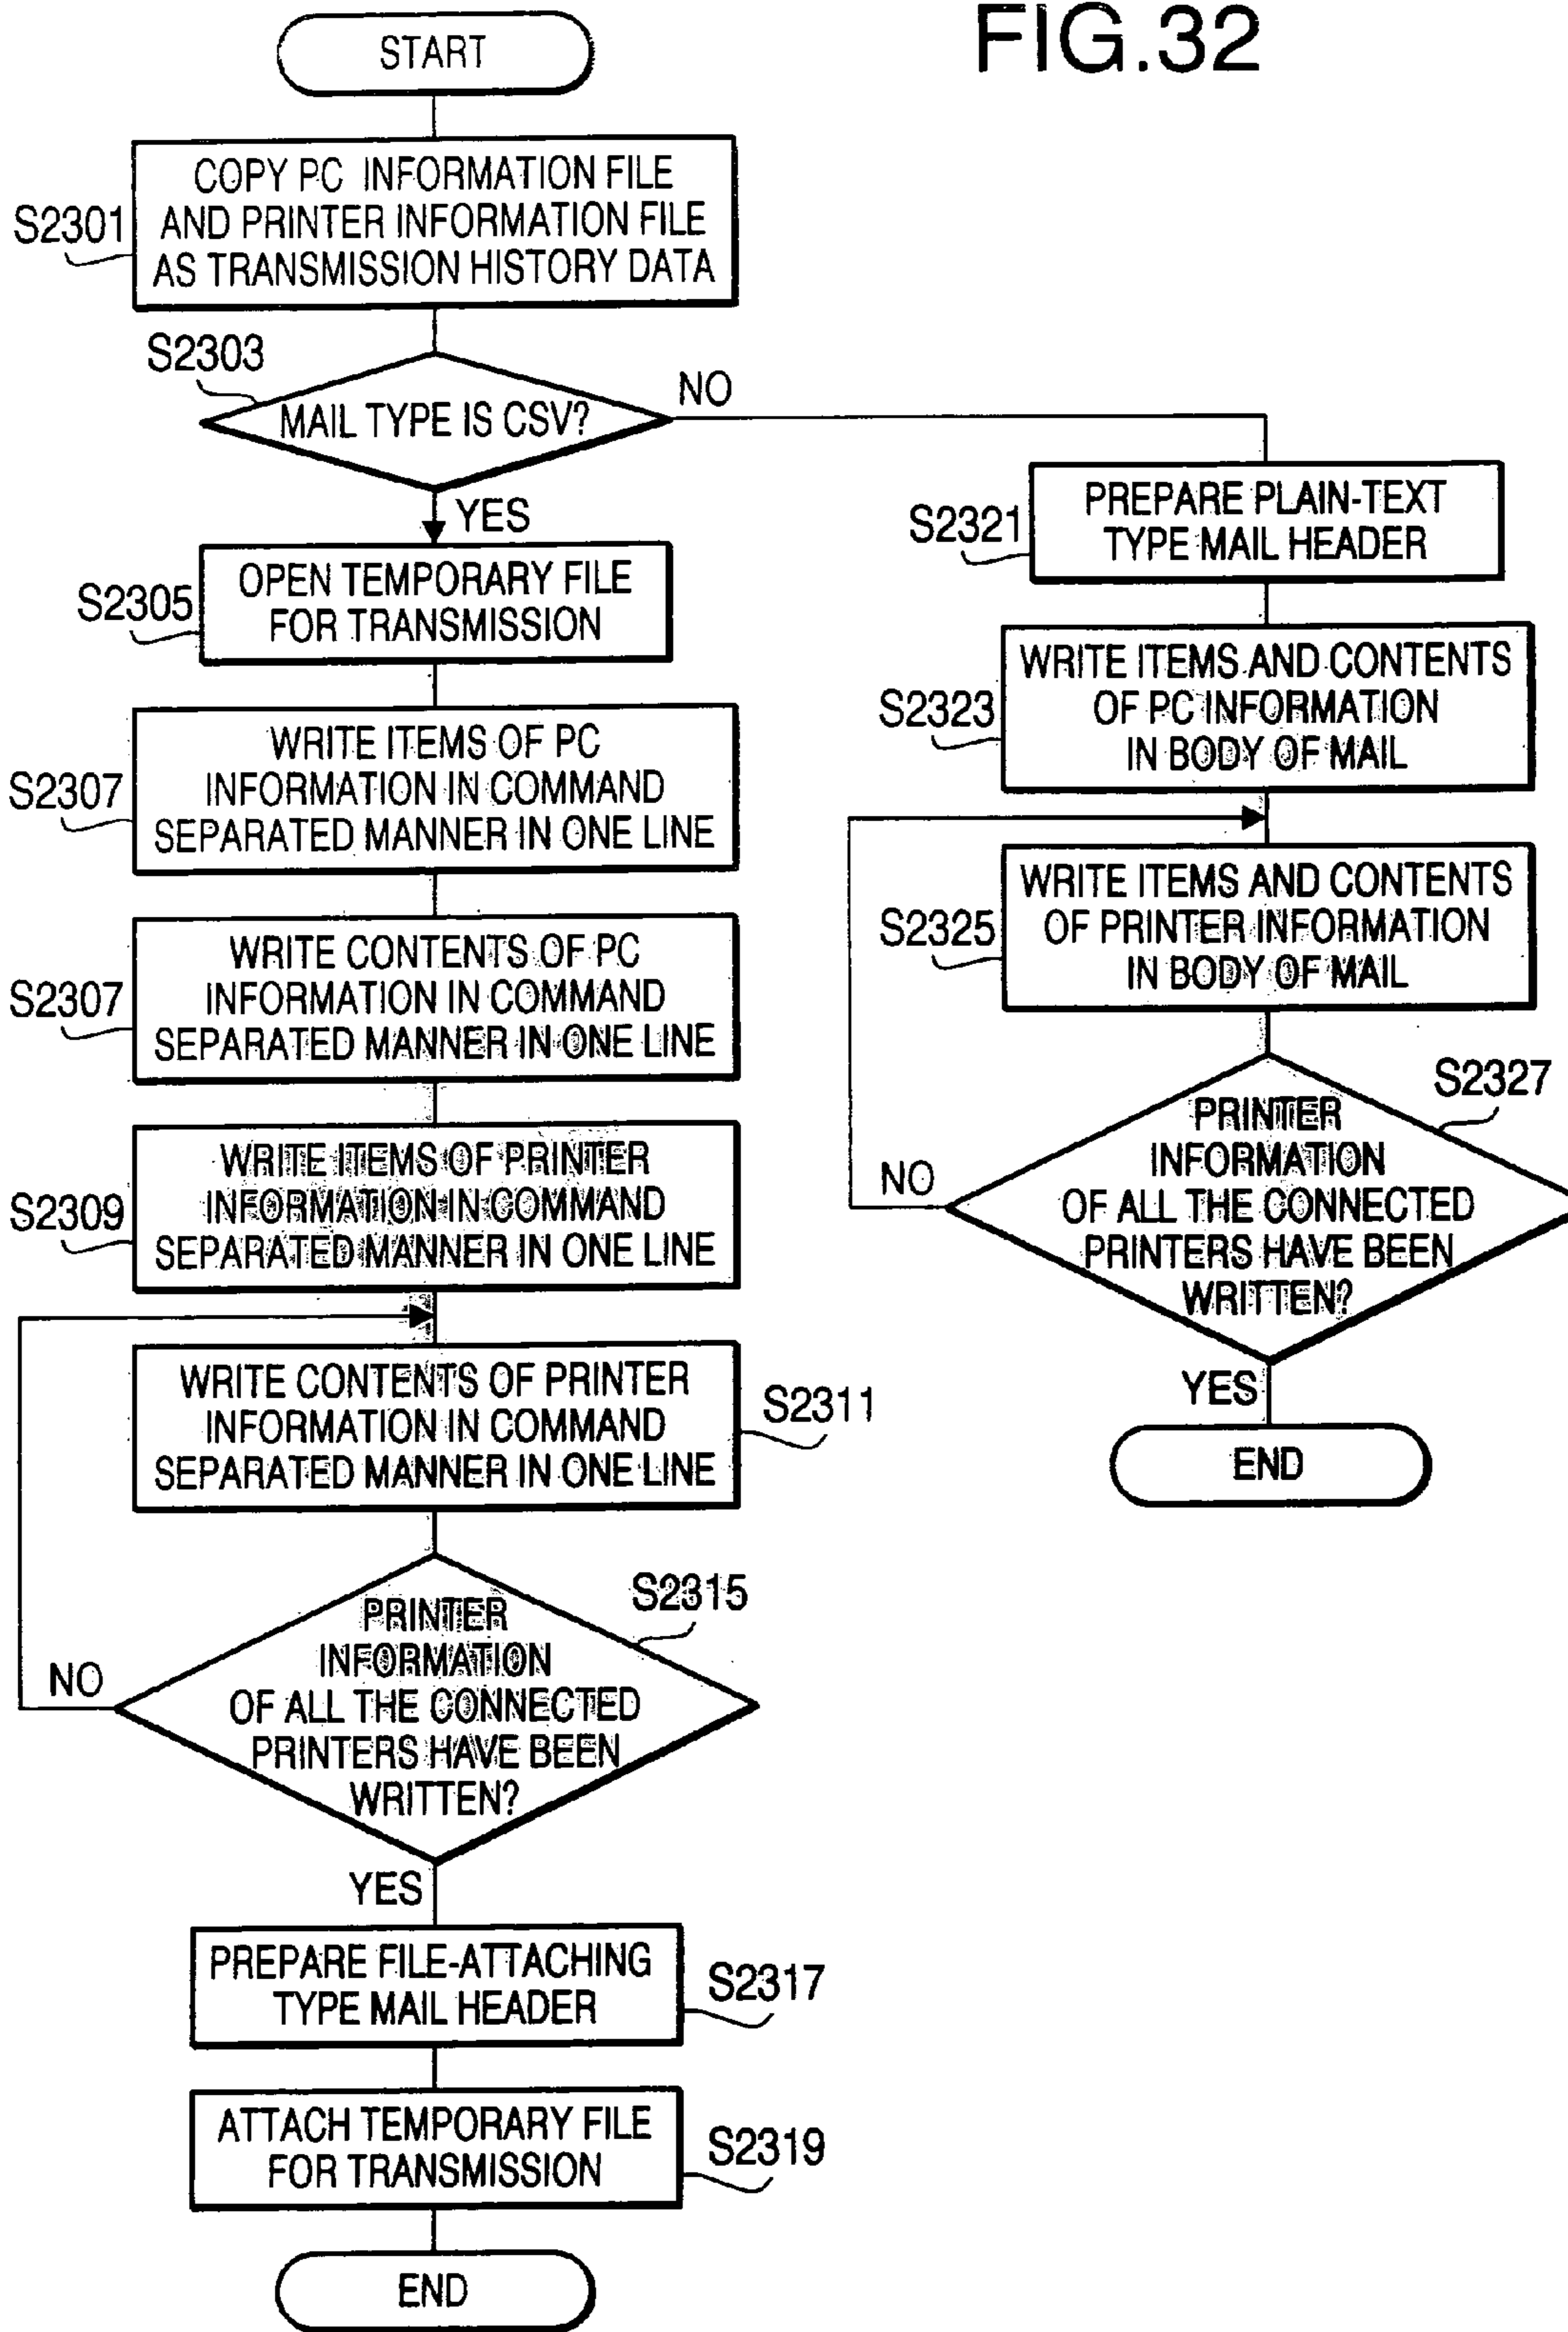 FIG.32
START
S2301
COPY PC INFORMATION FILE
AND PRINTER INFORMATION FILE
AS TRANSMISSION HISTORY DATA
S2303
MAIL TYPE IS CSV?
NO
YES
S2305
OPEN TEMPORARY FILE
FOR TRANSMISSION
S2307
WRITE ITEMS OF PC
INFORMATION IN COMMAND
SEPARATED MANNER IN ONE LINE
S2307
WRITE CONTENTS OF PC
INFORMATION IN COMMAND
SEPARATED MANNER IN ONE LINE
S2309
WRITE ITEMS OF PRINTER
INFORMATION IN COMMAND
SEPARATED MANNER IN ONE LINE
WRITE CONTENTS OF PRINTER
INFORMATION IN COMMAND
SEPARATED MANNER IN ONE LINE
S2311
S2315
PRINTER
INFORMATION
OF ALL THE CONNECTED
PRINTERS HAVE BEEN
WRITTEN?
NO
YES
PREPARE FILE-ATTACHING
TYPE MAIL HEADER
S2317
ATTACH TEMPORARY FILE
FOR TRANSMISSION
S2319
END
S2321
PREPARE PLAIN-TEXT
TYPE MAIL HEADER
S2323
WRITE ITEMS AND CONTENTS
OF PC INFORMATION
IN BODY OF MAIL
S2325
WRITE ITEMS AND CONTENTS
OF PRINTER INFORMATION
IN BODY OF MAIL
S2327
PRINTER
INFORMATION
OF ALL THE CONNECTED
PRINTERS HAVE BEEN
WRITTEN?
NO
YES
END